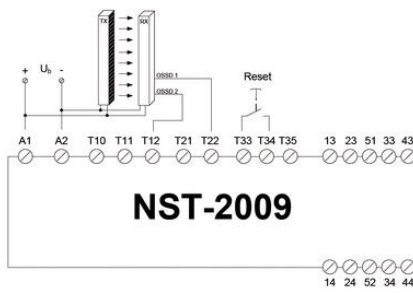 TX RX
OSSD 1
OSSD 2
+ Ub -
Reset
A1 A2 T10 T11 T12 T21 T22 T33 T34 T35 13 23 51 33 43
NST-2009
14 24 52 34 44